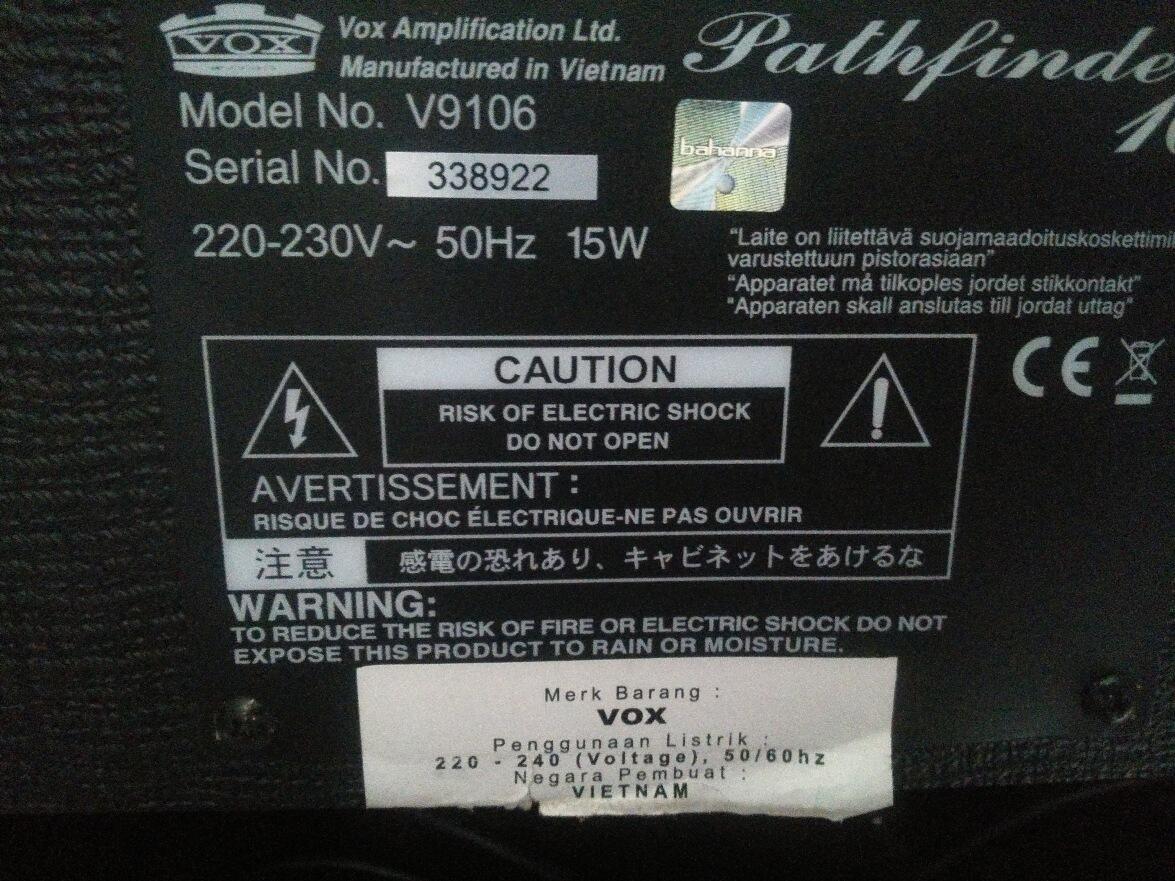 VOX
Vox Amplification Ltd.
Manufactured in Vietnam
Model No. V9106
Serial No. 338922
220-230V~ 50Hz 15W
Pathfinde
bahanna
"Laite on liitettävä suojamaadoituskoskettim
varustettuun pistorasiaan"
"Apparatet må tilkoples jordet stikkontakt"
"Apparaten skall anslutas till jordat uttag"
CE
CAUTION
RISK OF ELECTRIC SHOCK
DO NOT OPEN
AVERTISSEMENT :
RISQUE DE CHOC ÉLECTRIQUE-NE PAS OUVRIR
注意 感電の恐れあり、キャビネットをあけるな
WARNING:
TO REDUCE THE RISK OF FIRE OR ELECTRIC SHOCK DO NOT
EXPOSE THIS PRODUCT TO RAIN OR MOISTURE.
Merk Barang :
VOX
Penggunaan Listrik :
220 - 240 (Voltage), 50/60hz
Negara Pembuat :
VIETNAM